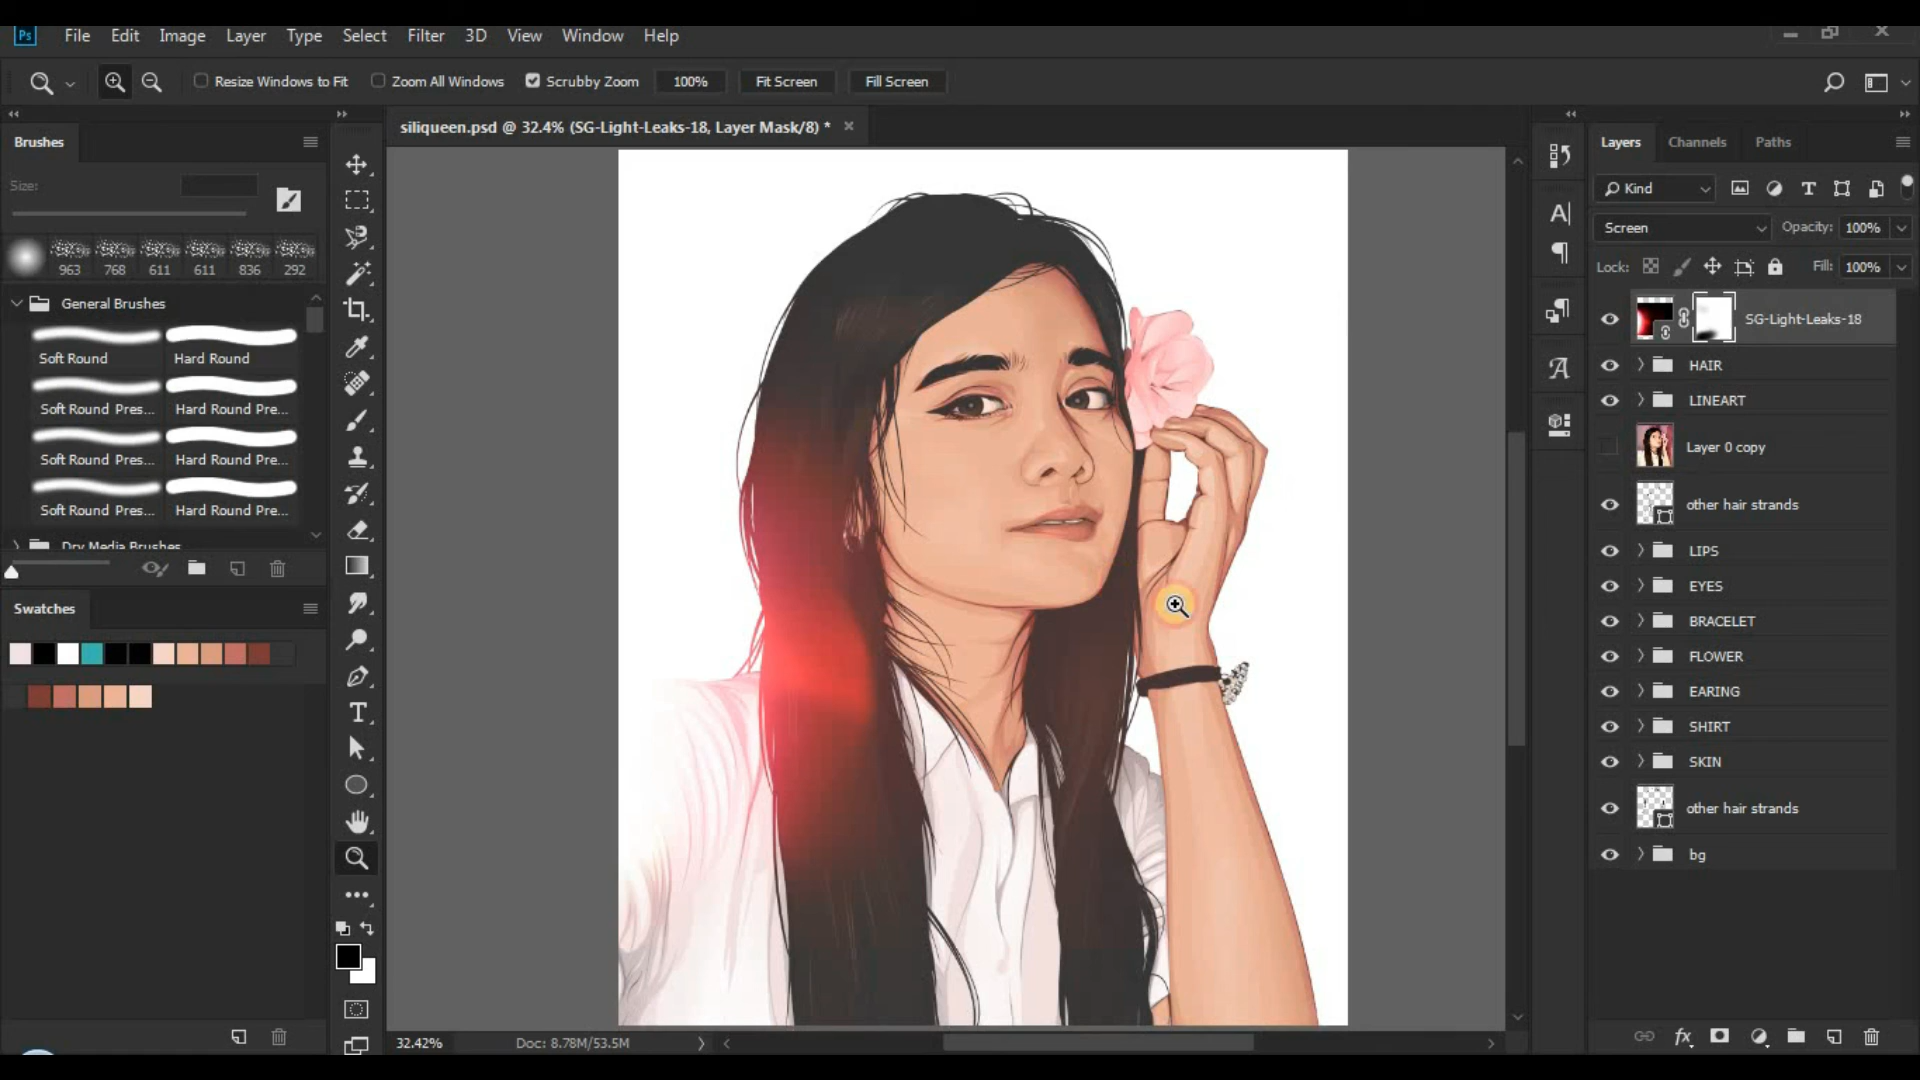 Ps File Edit Image Layer Type Select Filter 3D View Window Help
Resize Windows to Fit Zoom All Windows Scrubby Zoom 100% Fit Screen Fill Screen
siliqueen.psd @ 32.4% (SG-Light-Leaks-18, Layer Mask/8) *
Brushes
Size:
963 768 611 611 836 292
General Brushes
Soft Round Hard Round
Soft Round Pres... Hard Round Pre...
Soft Round Pres... Hard Round Pre...
Soft Round Pres... Hard Round Pre...
Dry Media Brushes
Swatches
32.42% Doc: 8.78M/53.5M
Layers Channels Paths
Kind
Screen Opacity: 100%
Lock: Fill: 100%
SG-Light-Leaks-18
HAIR
LINEART
Layer 0 copy
other hair strands
LIPS
EYES
BRACELET
FLOWER
EARING
SHIRT
SKIN
other hair strands
bg